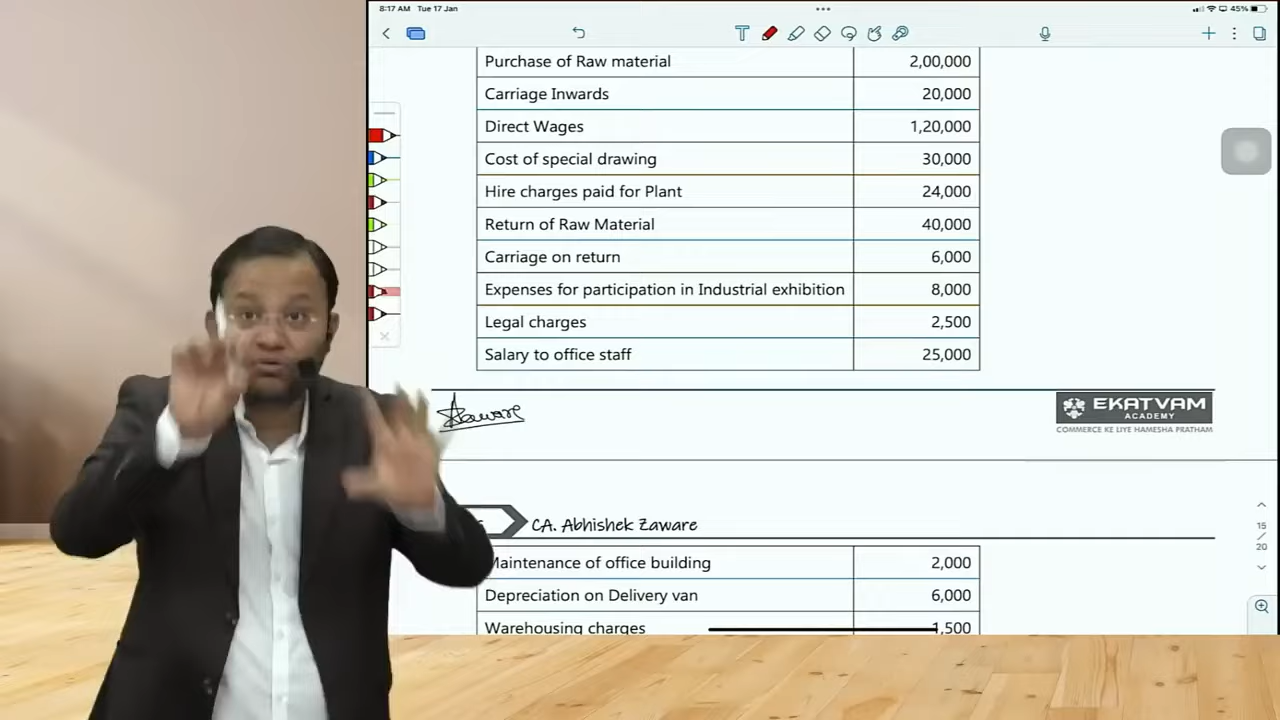 8:17 AM Tue 17 Jan
45%
Purchase of Raw material 2,00,000
Carriage Inwards 20,000
Direct Wages 1,20,000
Cost of special drawing 30,000
Hire charges paid for Plant 24,000
Return of Raw Material 40,000
Carriage on return 6,000
Expenses for participation in Industrial exhibition 8,000
Legal charges 2,500
Salary to office staff 25,000
Zaware
EKATVAM
ACADEMY
COMMERCE KE LIYE HAMESHA PRATHAM
CA. Abhishek Zaware
15
/
20
Maintenance of office building 2,000
Depreciation on Delivery van 6,000
Warehousing charges 1,500